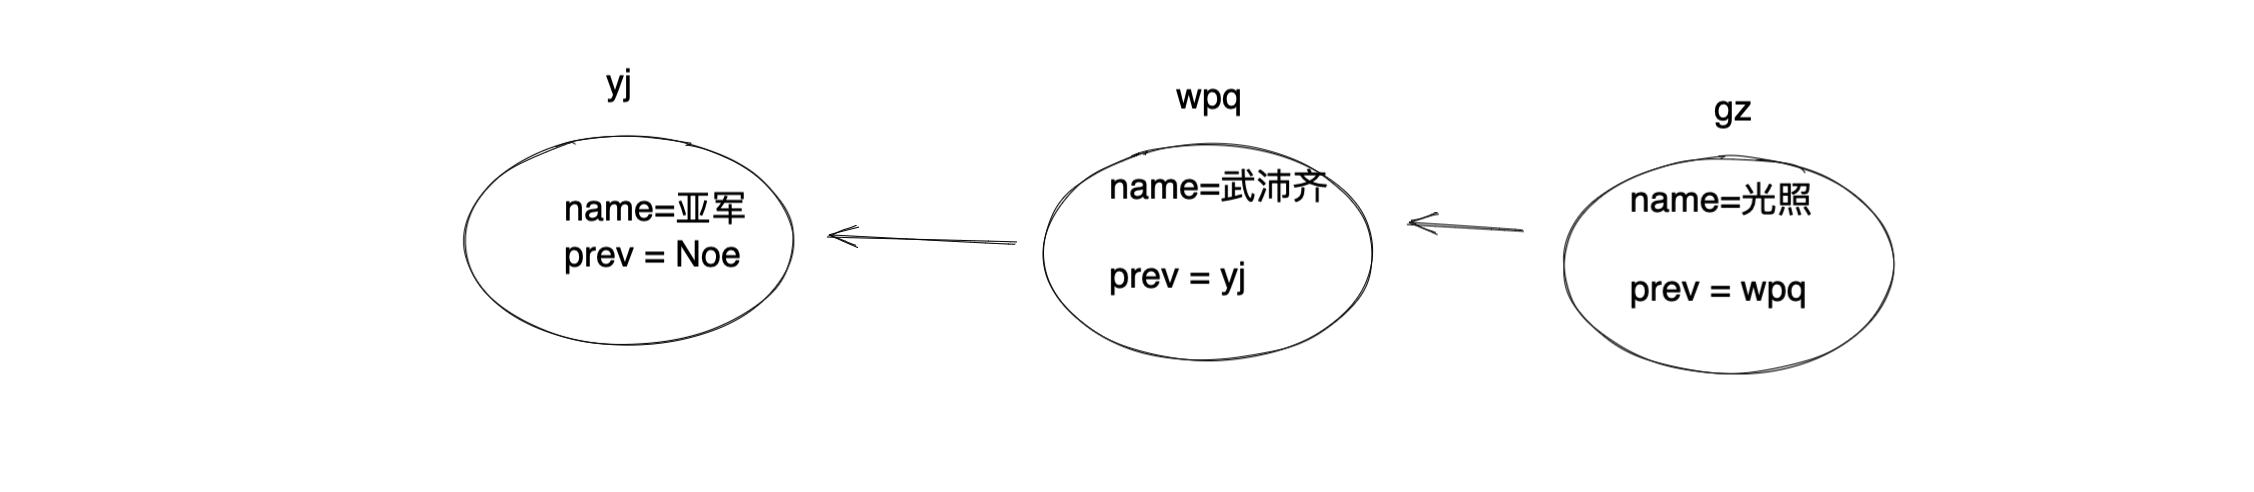 yj
name=亚军
prev = Noe
wpq
name=武沛齐
prev = yj
gz
name=光照
prev = wpq